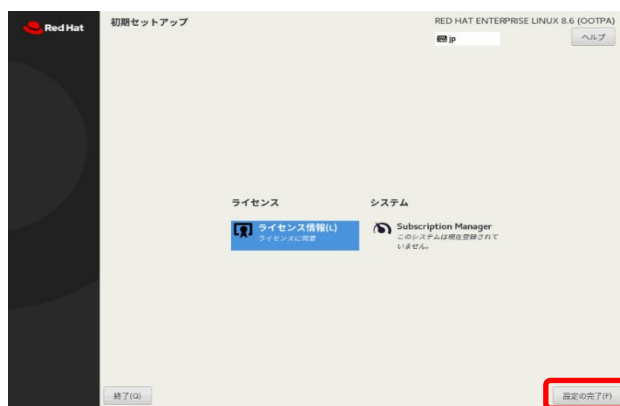 Red Hat
初期セットアップ
RED HAT ENTERPRISE LINUX 8.6 (OOTPA)
jp
ヘルプ
ライセンス
ライセンス情報(L)
ライセンスに同意
システム
Subscription Manager
このシステムは現在登録されて
いません。
終了(Q)
設定の完了(F)